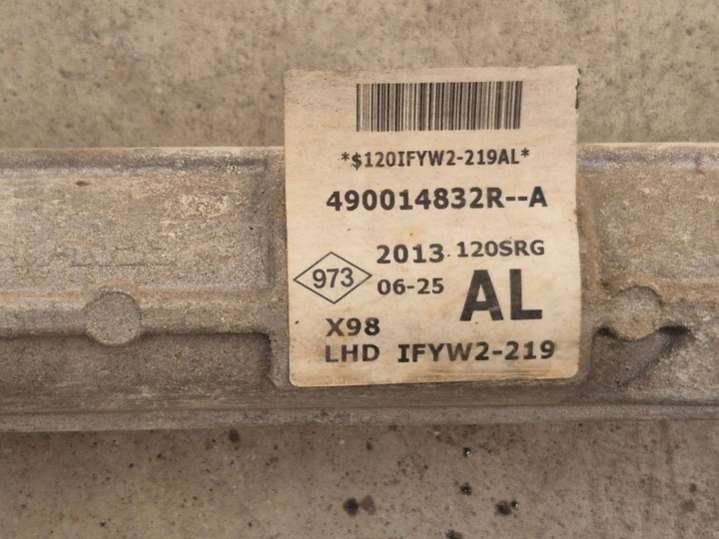 *$120IFYW2-219AL*
490014832R--A
2013 120SRG
973 06-25 AL
X98
LHD IFYW2-219